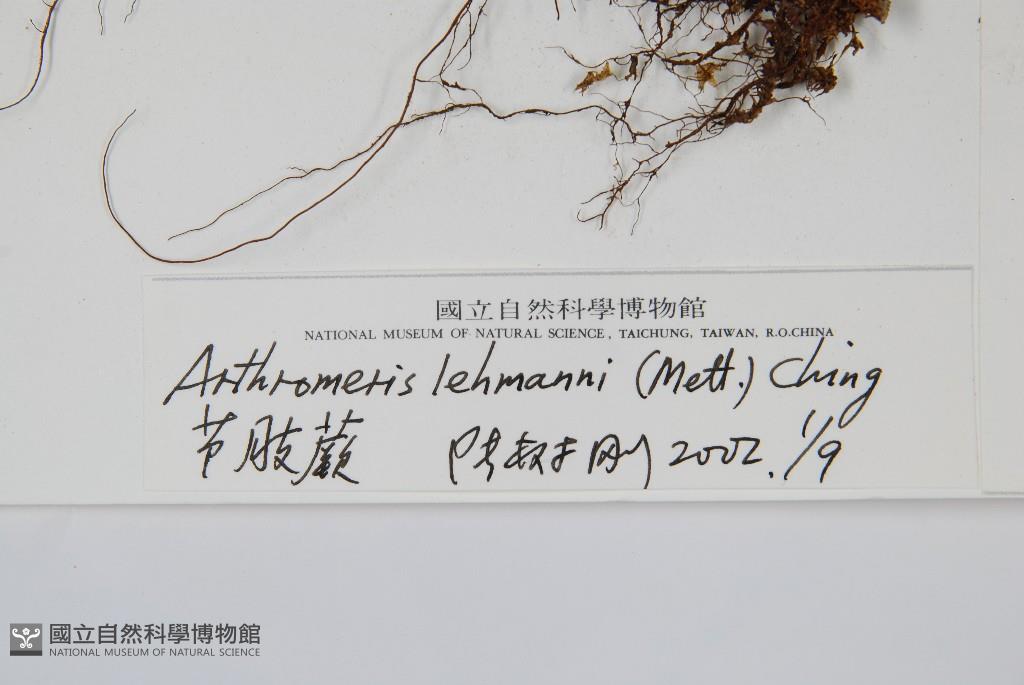 國立自然科學博物館
NATIONAL MUSEUM OF NATURAL SCIENCE, TAICHUNG, TAIWAN, R.O.CHINA
Arthromeris lehmanni (Mett.) Ching
节肢蕨 2002. 1/9
國立自然科學博物館
NATIONAL MUSEUM OF NATURAL SCIENCE